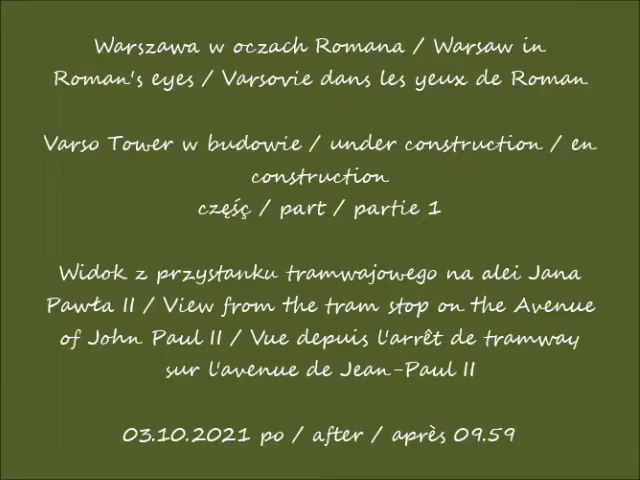 Warszawa w oczach Romana / Warsaw in
Roman's eyes / Varsovie dans les yeux de Roman
Varso Tower w budowie / under construction / en
construction
częśç / part / partie 1
Widok z przystanku tramwajowego na alei Jana
Pawła II / View from the tram stop on the Avenue
of John Paul II / Vue depuis l'arrêt de tramway
sur l'avenue de Jean-Paul II
03.10.2021 po / after / après 09.59